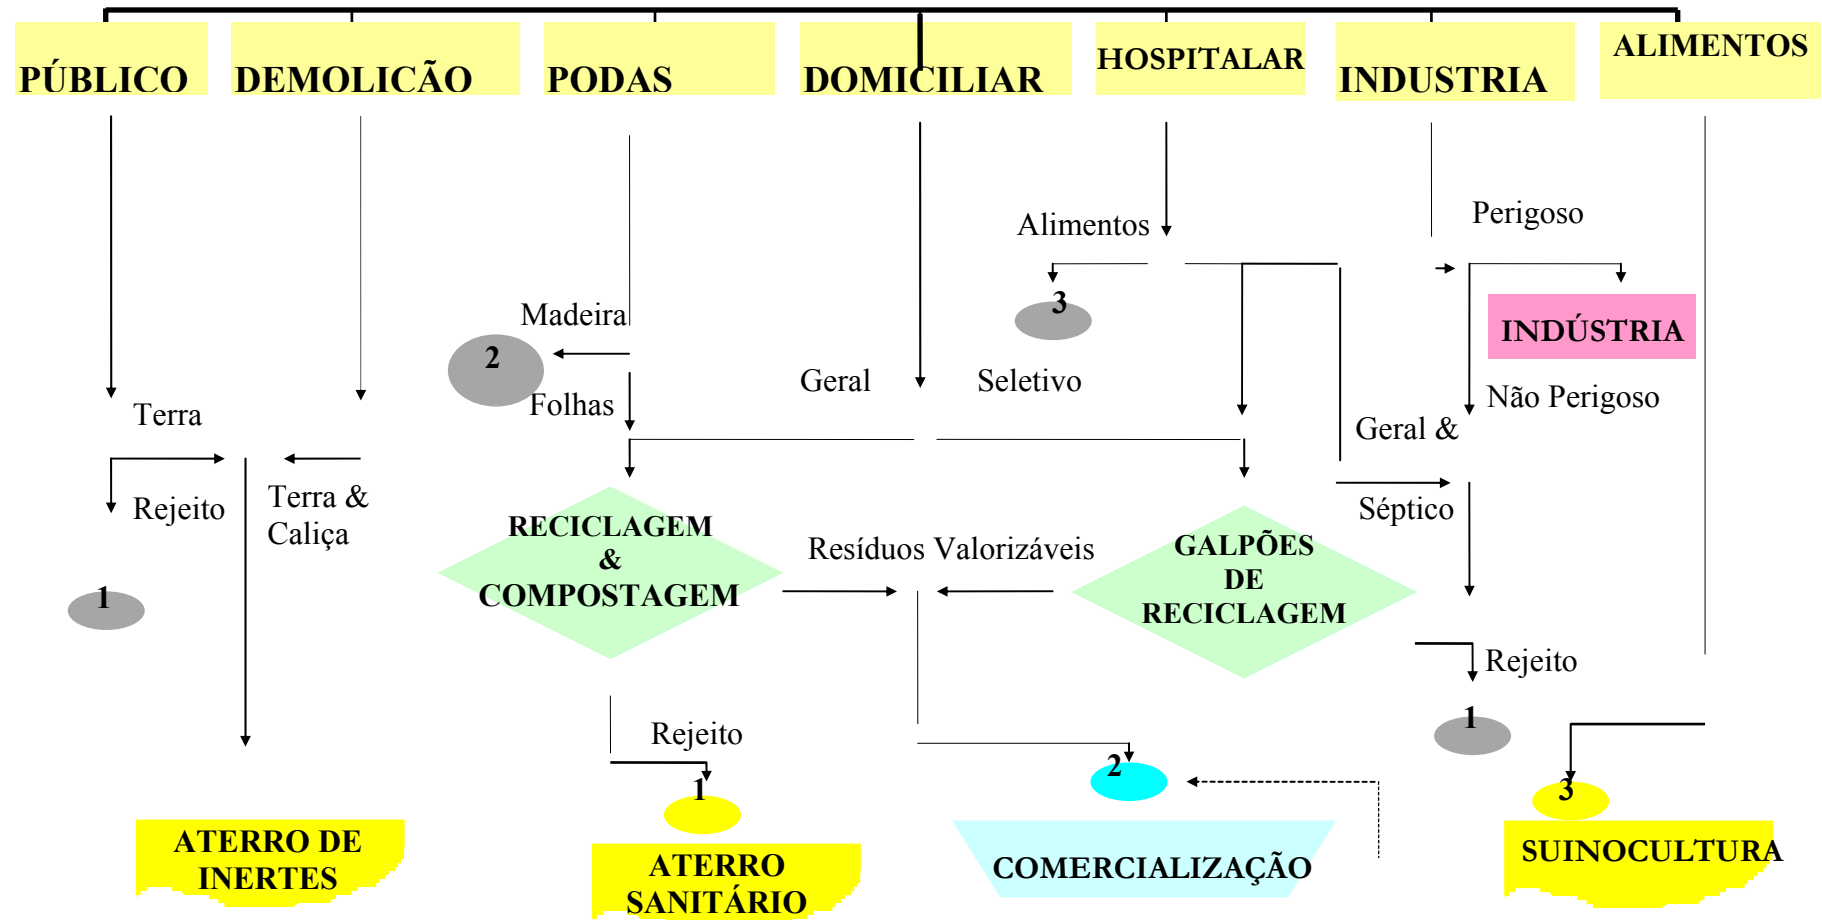 PÚBLICO
DEMOLICÃO
PODAS
DOMICILIAR
HOSPITALAR
INDUSTRIA
ALIMENTOS
Perigoso
Alimentos
3
Madeira
INDÚSTRIA
2
Geral
Seletivo
Não Perigoso
Folhas
Terra
Geral &
Rejeito
Terra &
Caliça
Séptico
RECICLAGEM
&
COMPOSTAGEM
Resíduos Valorizáveis
GALPÕES
DE
RECICLAGEM
1
Rejeito
1
Rejeito
2
1
3
ATERRO DE
INERTES
ATERRO
SANITÁRIO
COMERCIALIZAÇÃO
SUINOCULTURA